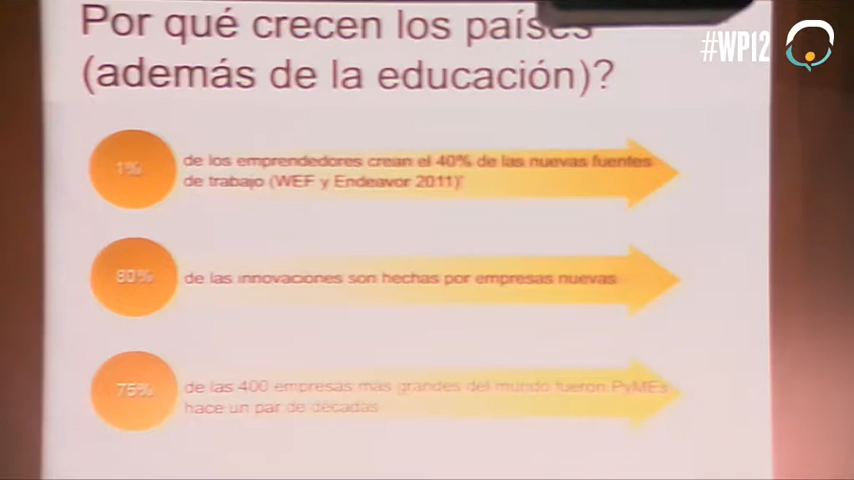 Por qué crecen los países
(además de la educación)?
#WPI2
1%
de los emprendedores crean el 40% de las nuevas fuentes
de trabajo (WEF y Endeavor 2011)
80%
de las innovaciones son hechas por empresas nuevas
75%
de las 400 empresas más grandes del mundo fueron PyMEs
hace un par de décadas